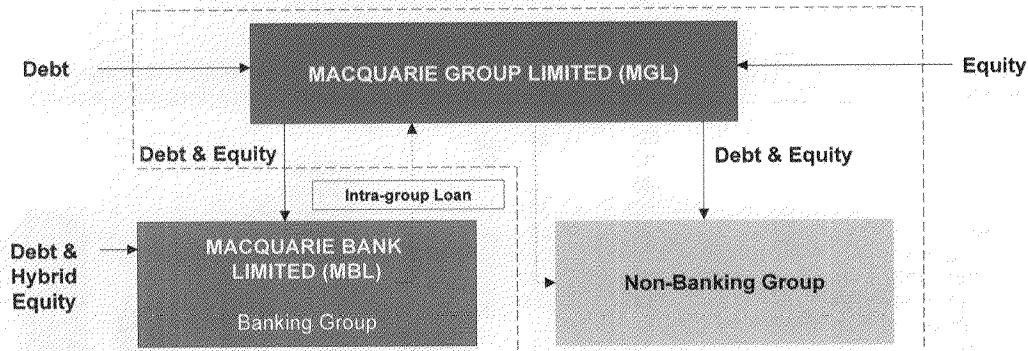 Debt
MACQUARIE GROUP LIMITED (MGL)
Equity
Debt & Equity
Debt & Equity
Intra-group Loan
Debt &
Hybrid
Equity
MACQUARIE BANK
LIMITED (MBL)
Banking Group
Non-Banking Group